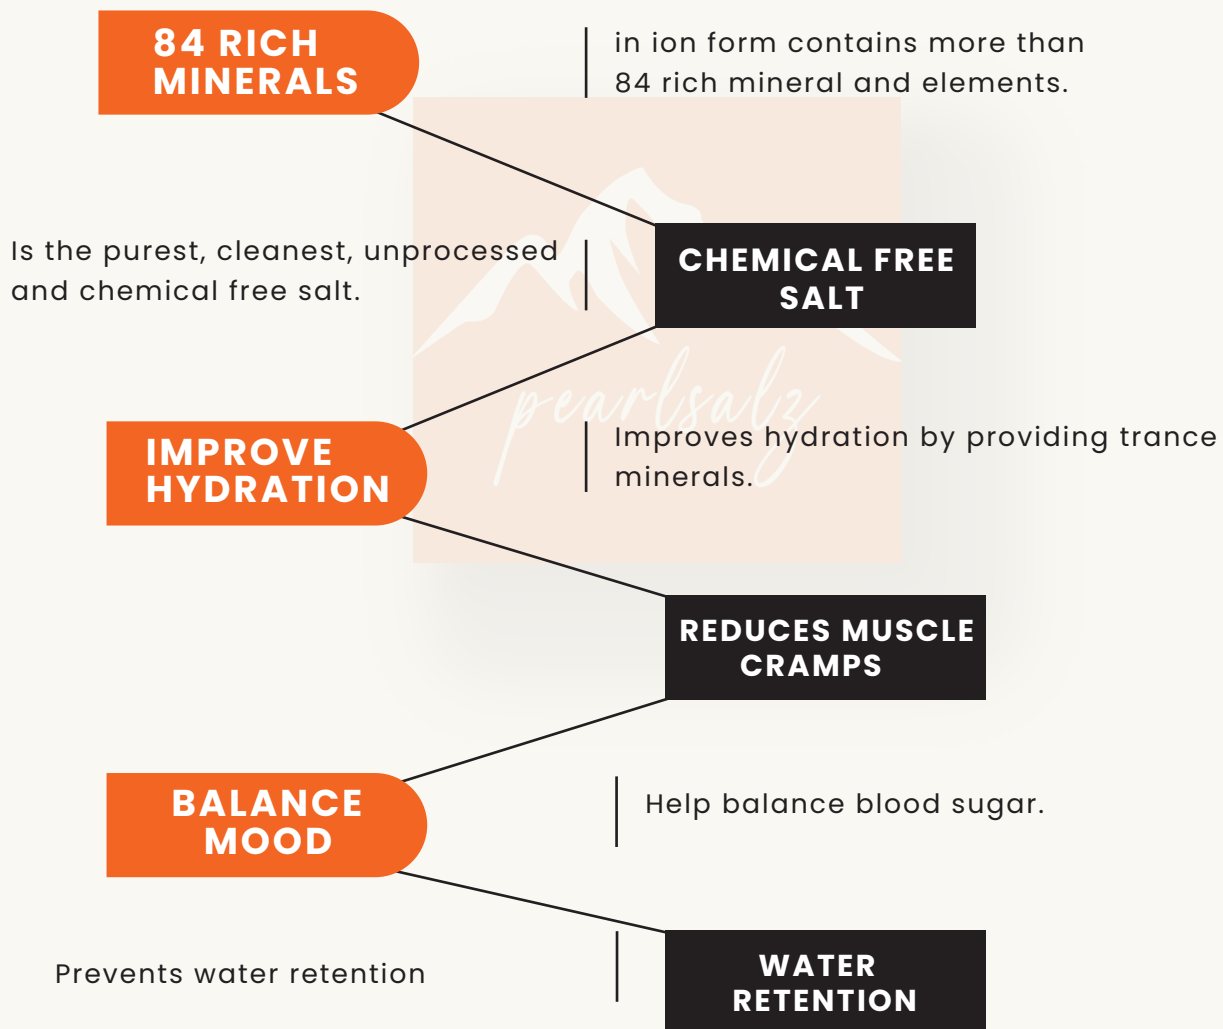 84 RICH
MINERALS
in ion form contains more than
84 rich mineral and elements.
Is the purest, cleanest, unprocessed
and chemical free salt.
CHEMICAL FREE
SALT
pearlsalz
IMPROVE
HYDRATION
Improves hydration by providing trance
minerals.
REDUCES MUSCLE
CRAMPS
BALANCE
MOOD
Help balance blood sugar.
Prevents water retention
WATER
RETENTION